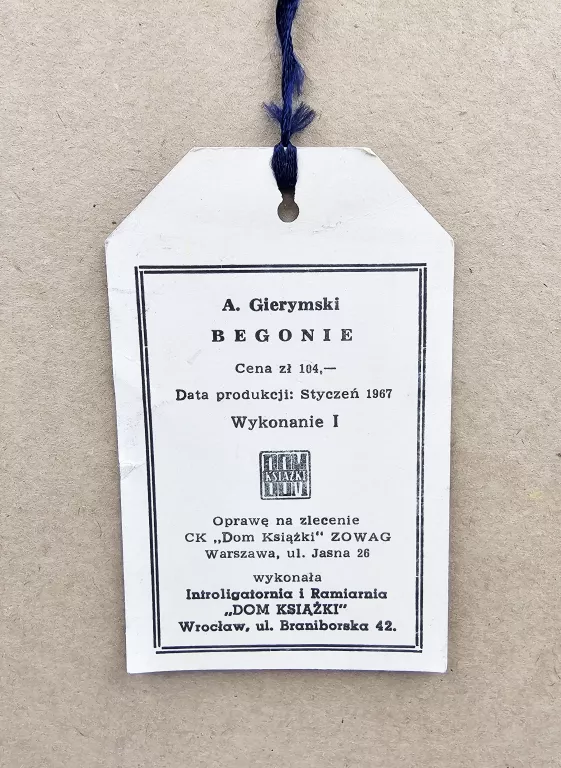 A. Gierymski
BEGONIE
Cena zł 104,—
Data produkcji: Styczeń 1967
Wykonanie I
DOM
KSIĄŻKI
Oprawę na zlecenie
CK „Dom Książki" ZOWAG
Warszawa, ul. Jasna 26
wykonała
Introligatornia i Ramiarnia
„DOM KSIĄŻKI"
Wrocław, ul. Braniborska 42.